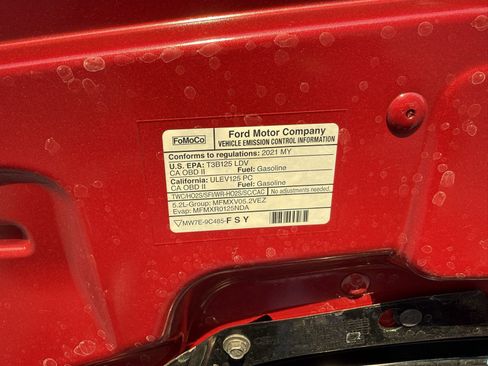 FoMoCo
Ford Motor Company
VEHICLE EMISSION CONTROL INFORMATION
Conforms to regulations: 2021 MY
U.S. EPA: T3B125 LDV
CA OBD II Fuel: Gasoline
California: ULEV125 PC
CA OBD II Fuel: Gasoline
TWC/HO2S/SFI/WR-HO2S/SC/CAC No adjustments needed.
5.2L-Group: MFMXV05.2VEZ
Evap: MFMXR0125NDA
MW7E-9C485-FSY